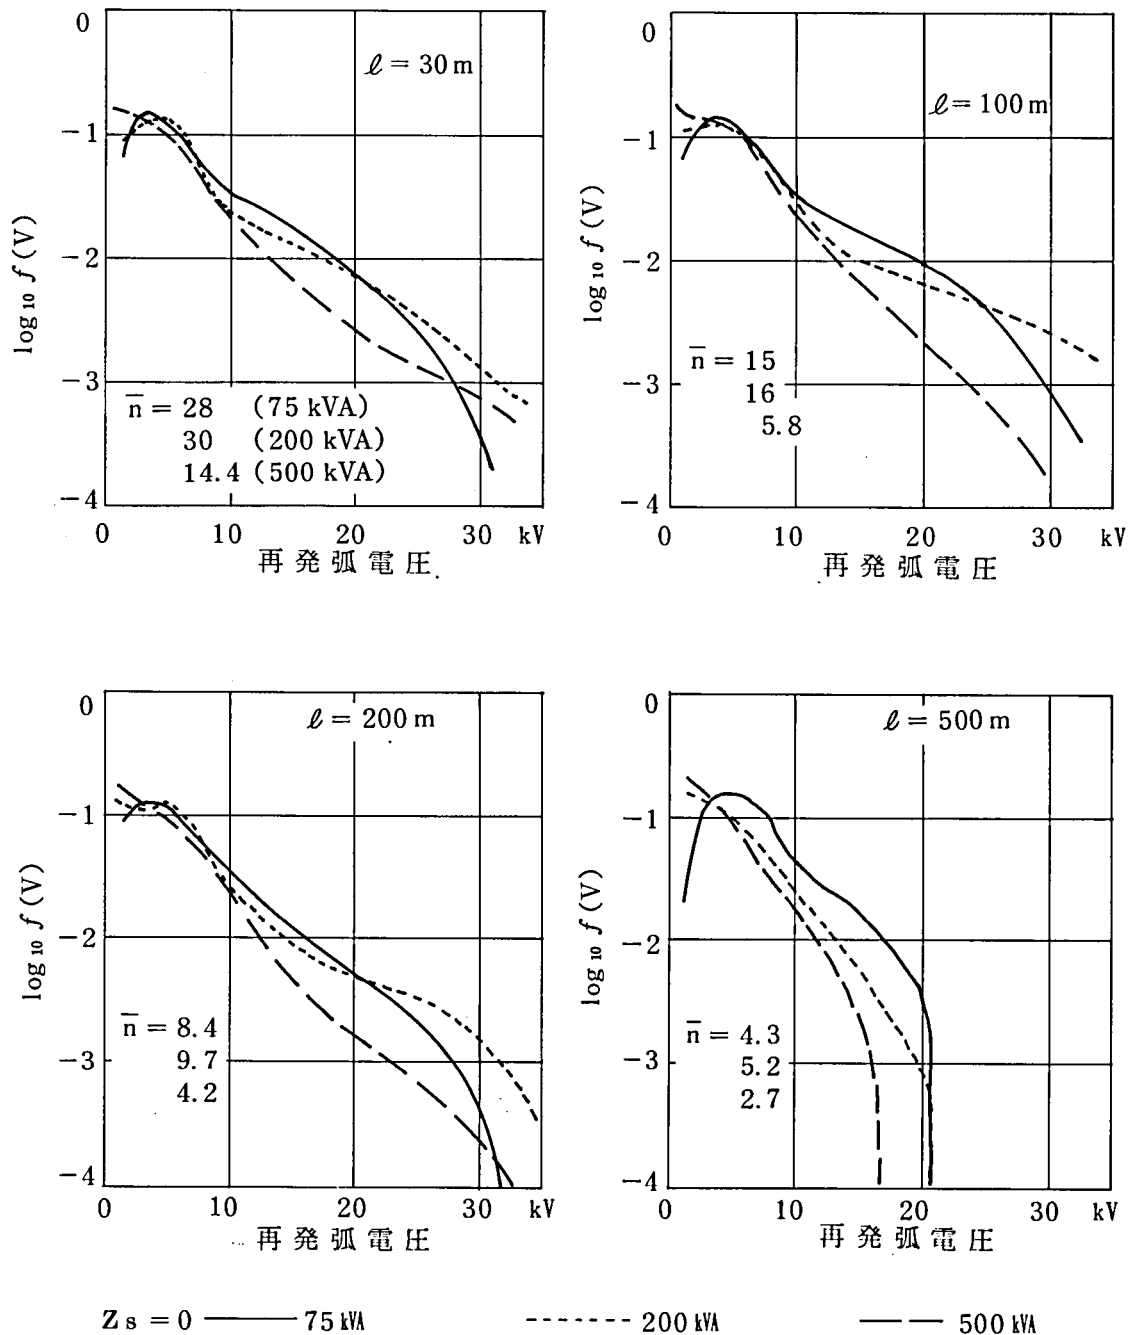 ℓ = 30 m
log₁₀ f (V)
0
−1
−2
−3
−4
n̄ = 28 (75 kVA)
30 (200 kVA)
14.4 (500 kVA)
0 10 20 30 kV
再発弧電圧
ℓ = 100 m
log₁₀ f (V)
0
−1
−2
−3
−4
n̄ = 15
16
5.8
0 10 20 30 kV
再発弧電圧
ℓ = 200 m
log₁₀ f (V)
0
−1
−2
−3
−4
n̄ = 8.4
9.7
4.2
0 10 20 30 kV
再発弧電圧
ℓ = 500 m
log₁₀ f (V)
0
−1
−2
−3
−4
n̄ = 4.3
5.2
2.7
0 10 20 30 kV
再発弧電圧
Zs = 0 75 kVA 200 kVA 500 kVA